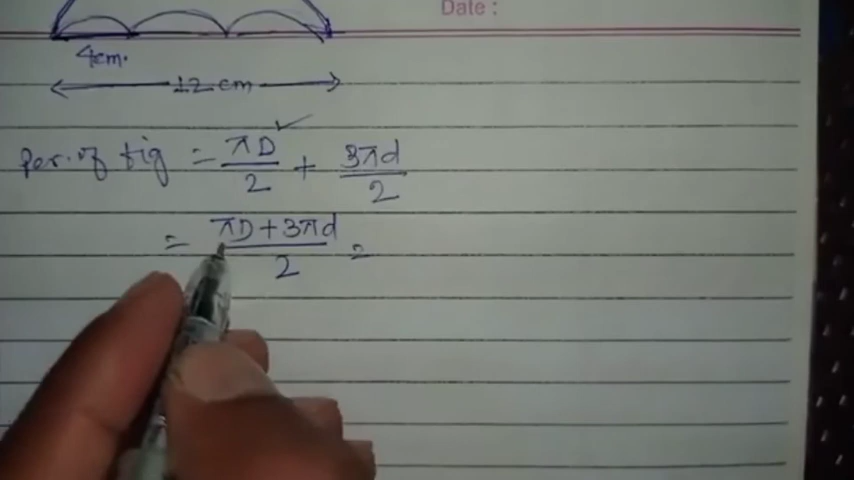 Date :
4cm.
12 cm
Per. of fig = πD/2 + 3πd/2
= πD+3πd/2 =